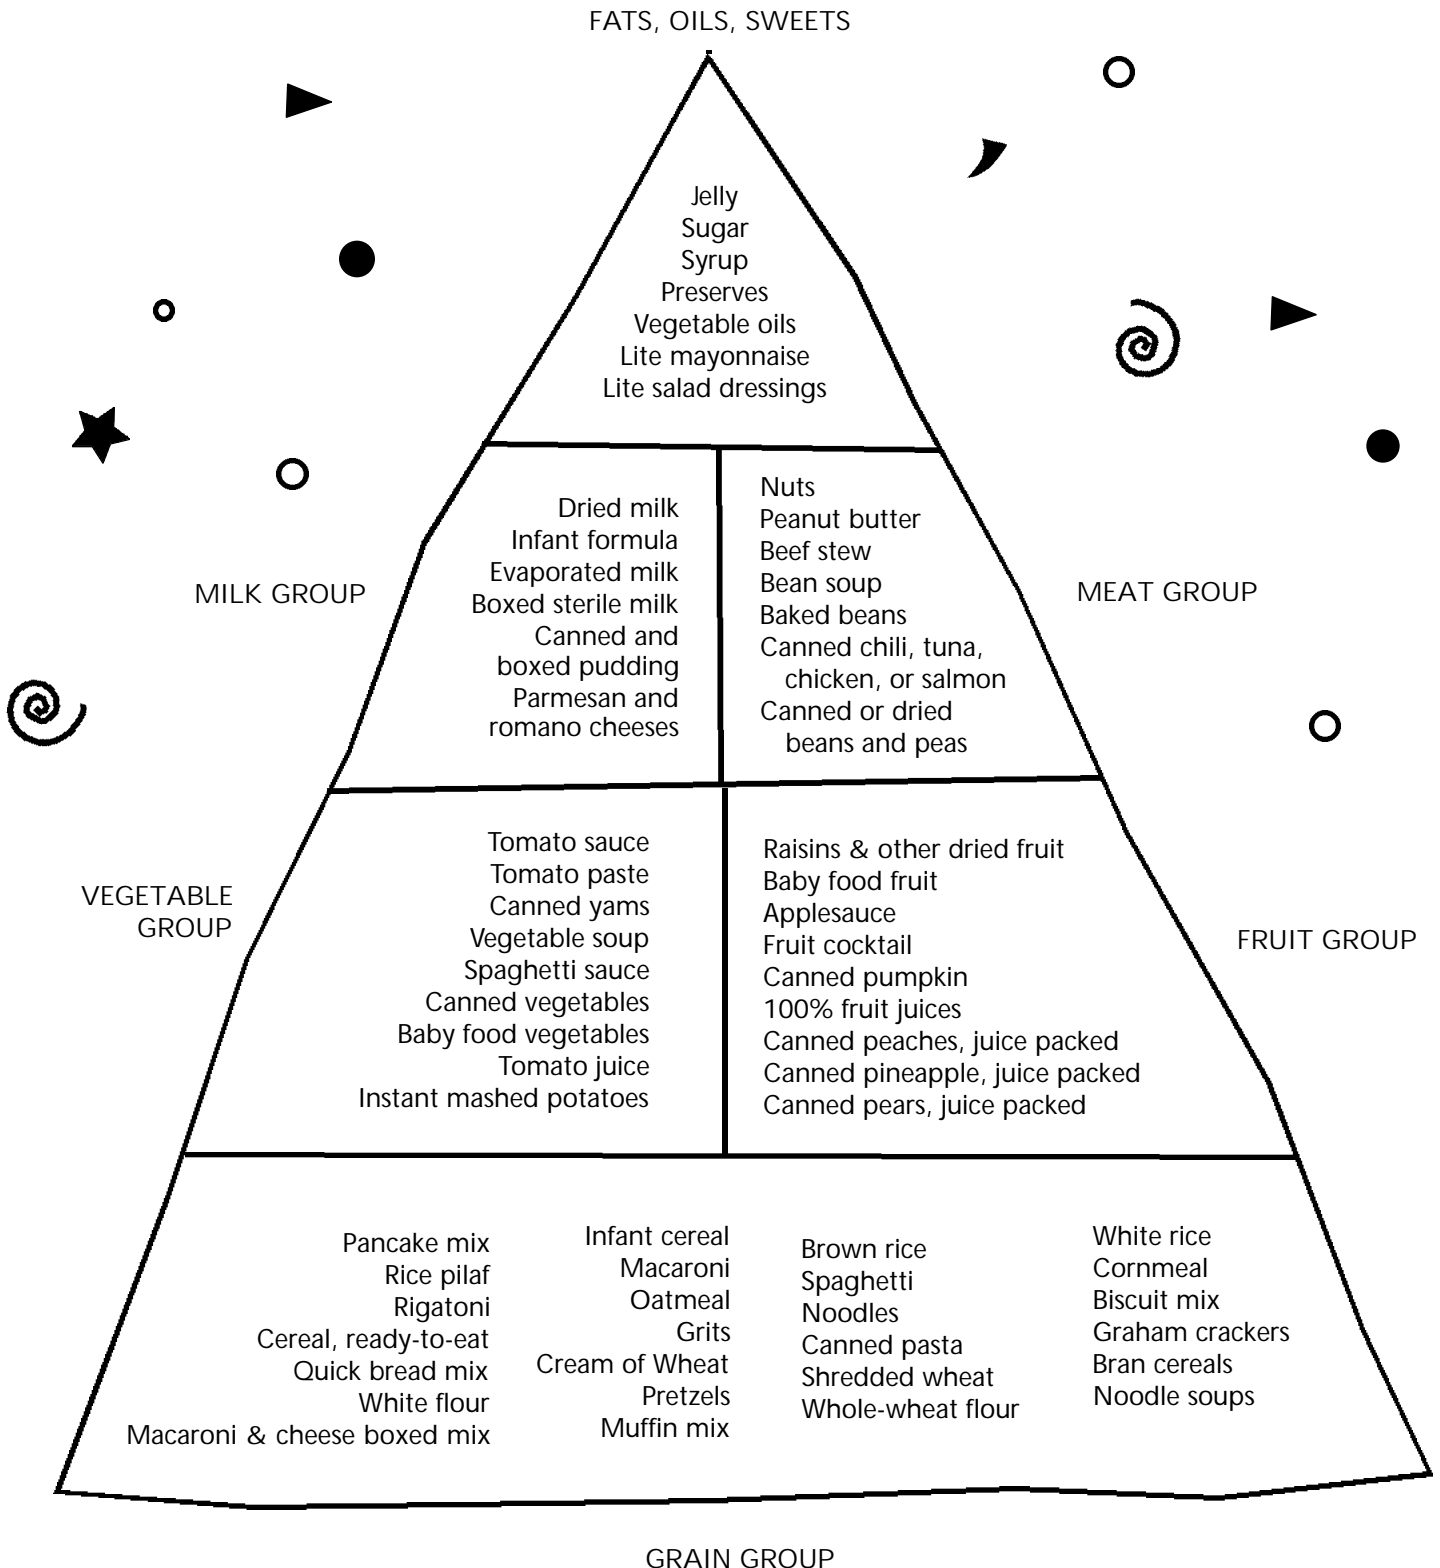 FATS, OILS, SWEETS
Jelly
Sugar
Syrup
Preserves
Vegetable oils
Lite mayonnaise
Lite salad dressings
MILK GROUP
Dried milk
Infant formula
Evaporated milk
Boxed sterile milk
Canned and
boxed pudding
Parmesan and
romano cheeses
Nuts
Peanut butter
Beef stew
Bean soup
Baked beans
Canned chili, tuna,
chicken, or salmon
Canned or dried
beans and peas
MEAT GROUP
VEGETABLE
GROUP
Tomato sauce
Tomato paste
Canned yams
Vegetable soup
Spaghetti sauce
Canned vegetables
Baby food vegetables
Tomato juice
Instant mashed potatoes
Raisins & other dried fruit
Baby food fruit
Applesauce
Fruit cocktail
Canned pumpkin
100% fruit juices
Canned peaches, juice packed
Canned pineapple, juice packed
Canned pears, juice packed
FRUIT GROUP
Pancake mix
Rice pilaf
Rigatoni
Cereal, ready-to-eat
Quick bread mix
White flour
Macaroni & cheese boxed mix
Infant cereal
Macaroni
Oatmeal
Grits
Cream of Wheat
Pretzels
Muffin mix
Brown rice
Spaghetti
Noodles
Canned pasta
Shredded wheat
Whole-wheat flour
White rice
Cornmeal
Biscuit mix
Graham crackers
Bran cereals
Noodle soups
GRAIN GROUP